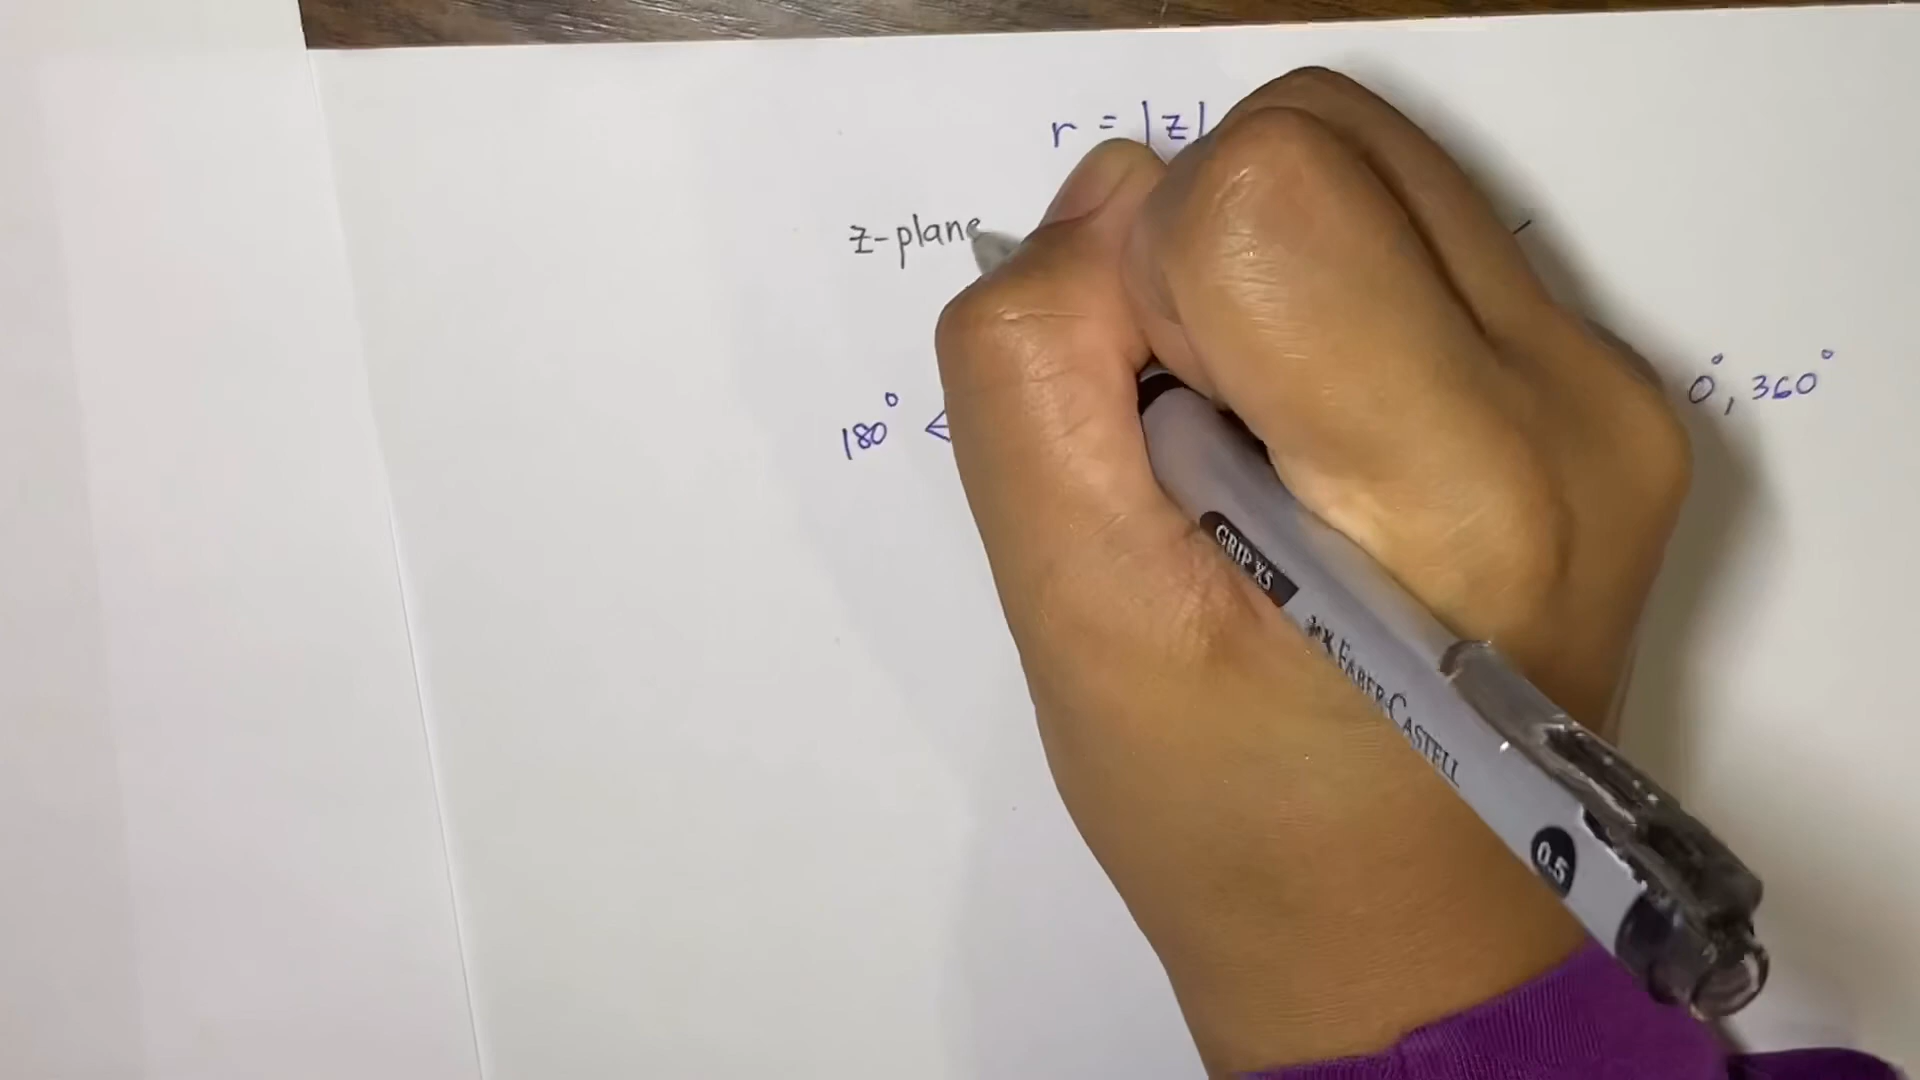 r = |z|
z-plane
0°, 360°
180°
GRIP X5
FABER-CASTELL
0.5